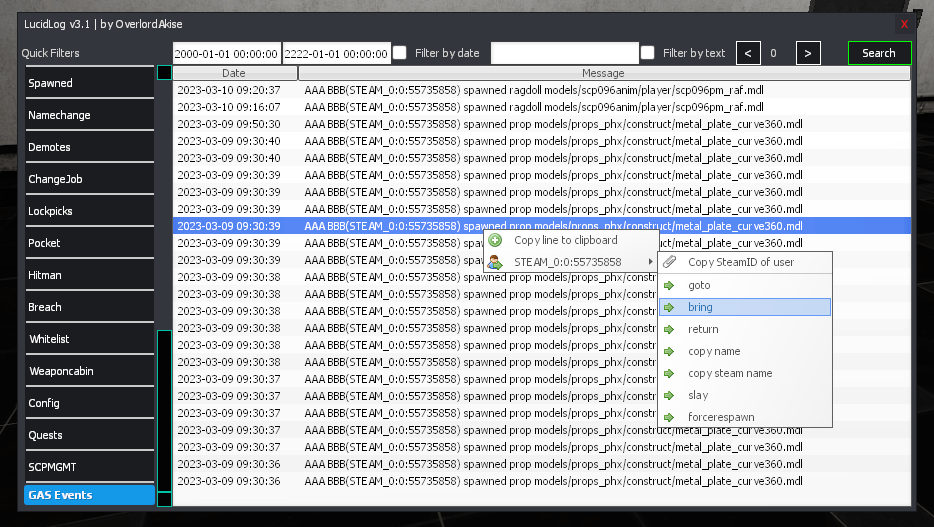 LucidLog v3.1 | by OverlordAkise X
Quick Filters 2000-01-01 00:00:00 2222-01-01 00:00:00 Filter by date Filter by text < 0 > Search
Date Message
Spawned
Namechange
Demotes
ChangeJob
Lockpicks
Pocket
Hitman
Breach
Whitelist
Weaponcabin
Config
Quests
SCPMGMT
GAS Events
2023-03-10 09:20:37 AAA BBB(STEAM_0:0:55735858) spawned ragdoll models/scp096anim/player/scp096pm_raf.mdl
2023-03-10 09:16:07 AAA BBB(STEAM_0:0:55735858) spawned ragdoll models/scp096anim/player/scp096pm_raf.mdl
2023-03-09 09:50:30 AAA BBB(STEAM_0:0:55735858) spawned prop models/props_phx/construct/metal_plate_curve360.mdl
2023-03-09 09:30:40 AAA BBB(STEAM_0:0:55735858) spawned prop models/props_phx/construct/metal_plate_curve360.mdl
2023-03-09 09:30:40 AAA BBB(STEAM_0:0:55735858) spawned prop models/props_phx/construct/metal_plate_curve360.mdl
2023-03-09 09:30:39 AAA BBB(STEAM_0:0:55735858) spawned prop models/props_phx/construct/metal_plate_curve360.mdl
2023-03-09 09:30:39 AAA BBB(STEAM_0:0:55735858) spawned prop models/props_phx/construct/metal_plate_curve360.mdl
2023-03-09 09:30:39 AAA BBB(STEAM_0:0:55735858) spawned prop models/props_phx/construct/metal_plate_curve360.mdl
2023-03-09 09:30:39 AAA BBB(STEAM_0:0:55735858) spawned prop models/props_phx/construct/metal_plate_curve360.mdl
2023-03-09 09:30:39 AAA BBB(STEAM_0:0:55735858) construct/metal_plate_curve360.mdl
2023-03-09 09:30:39 AAA BBB(STEAM_0:0:55735858)
2023-03-09 09:30:38 AAA BBB(STEAM_0:0:55735858) spawned prop models/props_phx/
2023-03-09 09:30:38 AAA BBB(STEAM_0:0:55735858) spawned prop models/props_phx/
2023-03-09 09:30:38 AAA BBB(STEAM_0:0:55735858) spawned prop models/props_phx/
2023-03-09 09:30:38 AAA BBB(STEAM_0:0:55735858) spawned prop models/props_phx/
2023-03-09 09:30:38 AAA BBB(STEAM_0:0:55735858) spawned prop models/props_phx/
2023-03-09 09:30:38 AAA BBB(STEAM_0:0:55735858) spawned prop models/props_phx/
2023-03-09 09:30:37 AAA BBB(STEAM_0:0:55735858) spawned prop models/props_phx/
2023-03-09 09:30:37 AAA BBB(STEAM_0:0:55735858) spawned prop models/props_phx/
2023-03-09 09:30:37 AAA BBB(STEAM_0:0:55735858) spawned prop models/props_phx/
2023-03-09 09:30:37 AAA BBB(STEAM_0:0:55735858) spawned prop models/props_phx/construct/metal_plate_curve360.mdl
2023-03-09 09:30:37 AAA BBB(STEAM_0:0:55735858) spawned prop models/props_phx/construct/metal_plate_curve360.mdl
2023-03-09 09:30:36 AAA BBB(STEAM_0:0:55735858) spawned prop models/props_phx/construct/metal_plate_curve360.mdl
2023-03-09 09:30:36 AAA BBB(STEAM_0:0:55735858) spawned prop models/props_phx/construct/metal_plate_curve360.mdl
Copy line to clipboard
STEAM_0:0:55735858
Copy SteamID of user
goto
bring
return
copy name
copy steam name
slay
forcerespawn